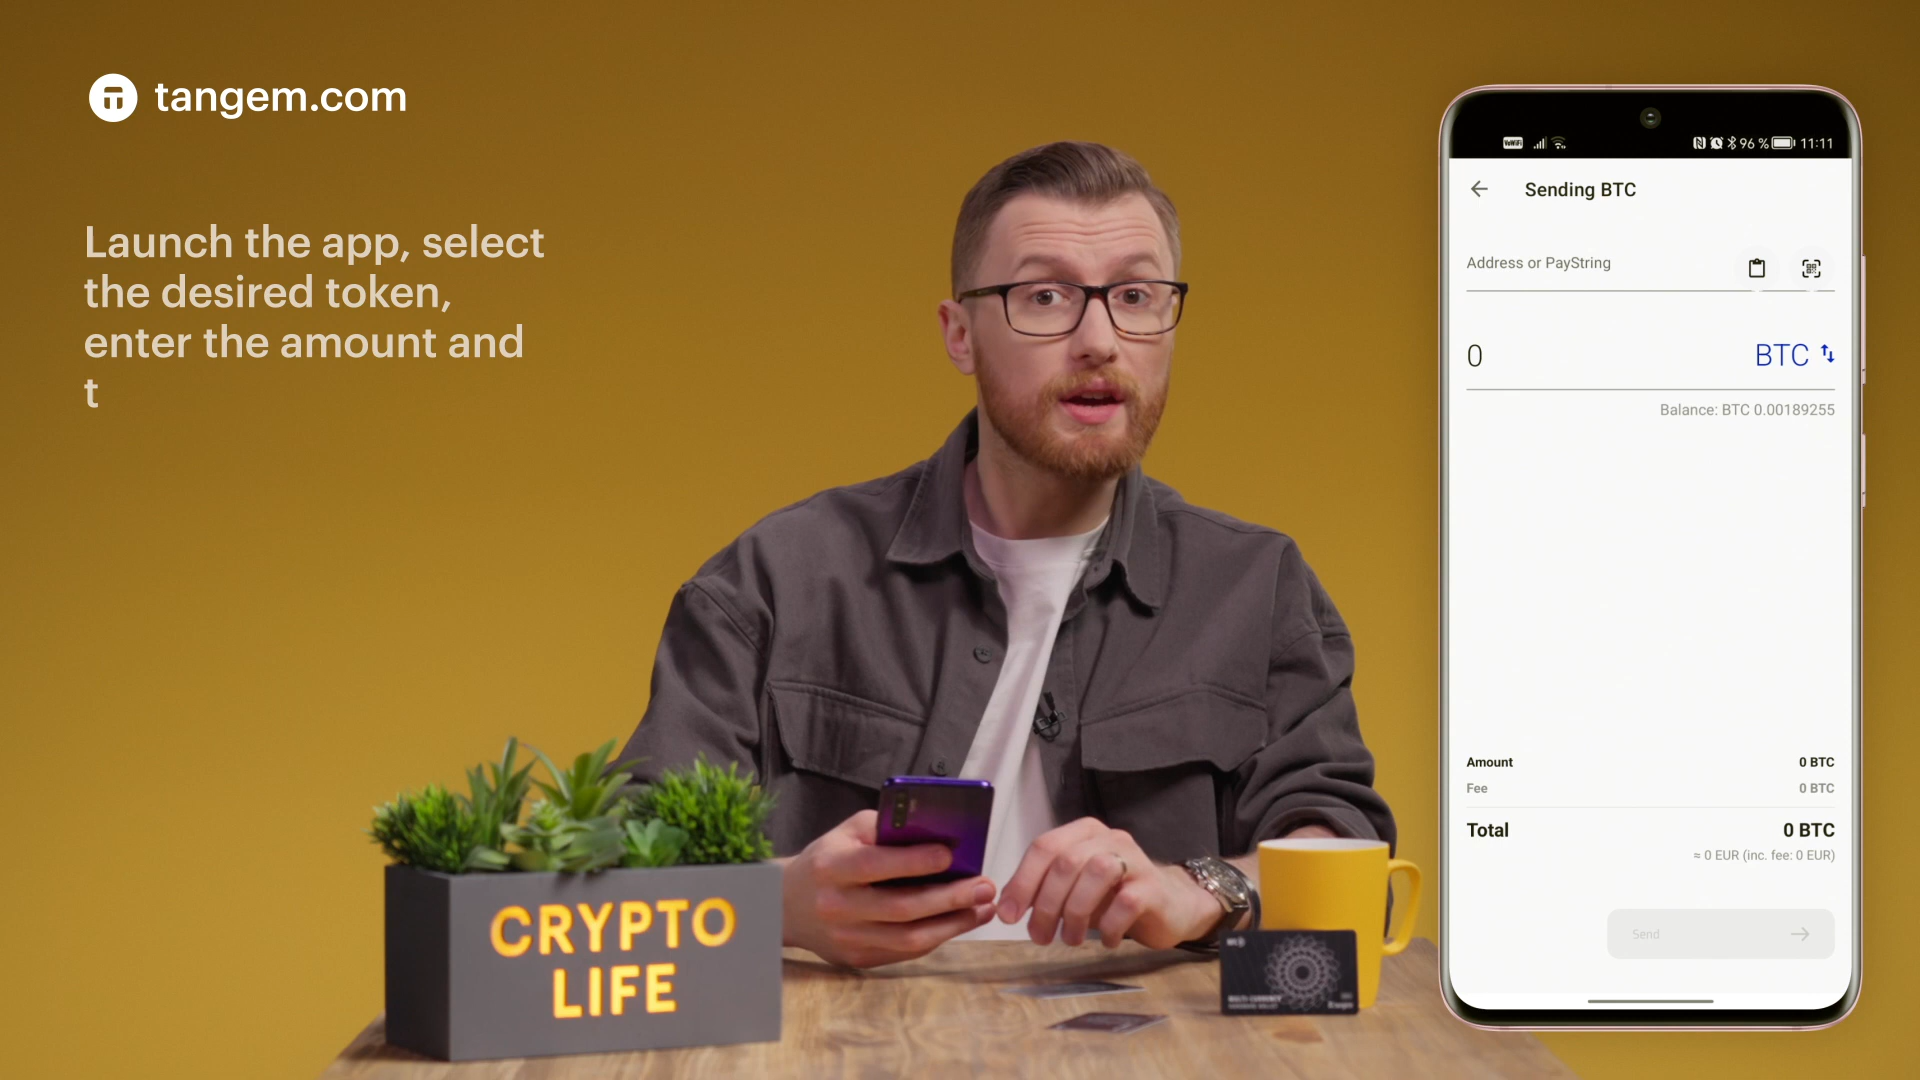 tangem.com
Launch the app, select
the desired token,
enter the amount and
t
CRYPTO
LIFE
VoWiFi
96 %
11:11
Sending BTC
Address or PayString
0
BTC
Balance: BTC 0.00189255
Amount
0 BTC
Fee
0 BTC
Total
0 BTC
≈ 0 EUR (inc. fee: 0 EUR)
Send